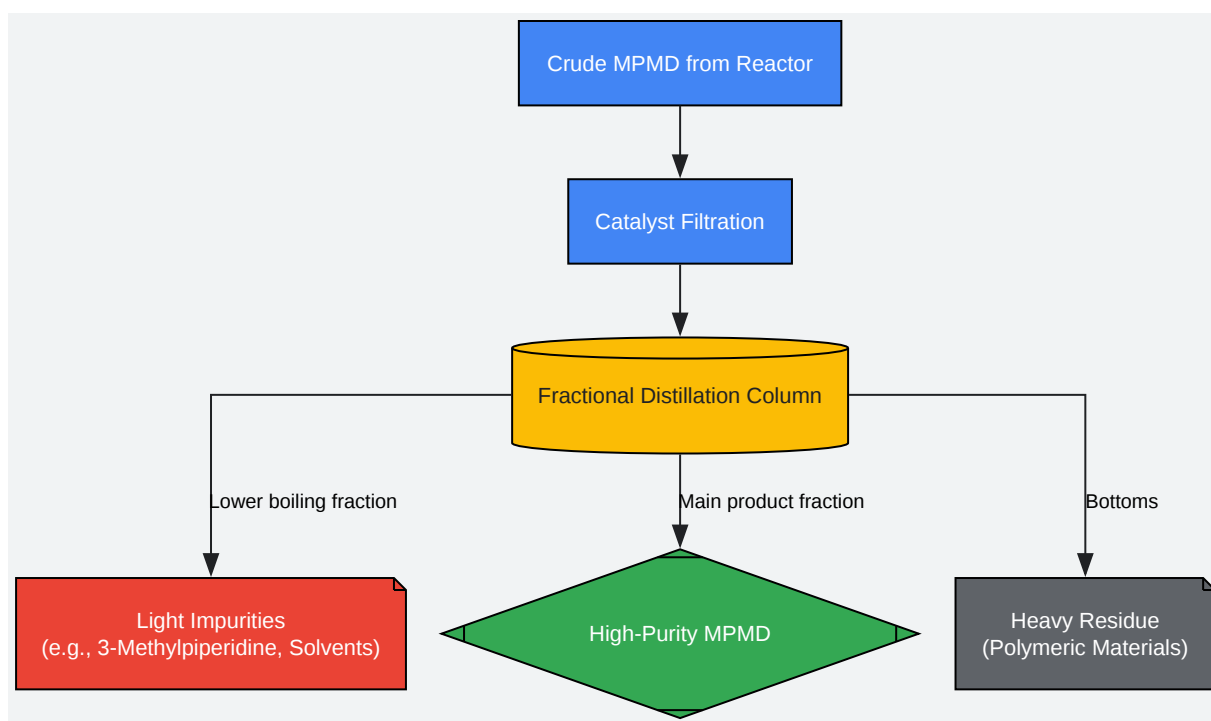 Crude MPMD from Reactor
Catalyst Filtration
Fractional Distillation Column
Lower boiling fraction
Main product fraction
Bottoms
Light Impurities
(e.g., 3-Methylpiperidine, Solvents)
High-Purity MPMD
Heavy Residue
(Polymeric Materials)